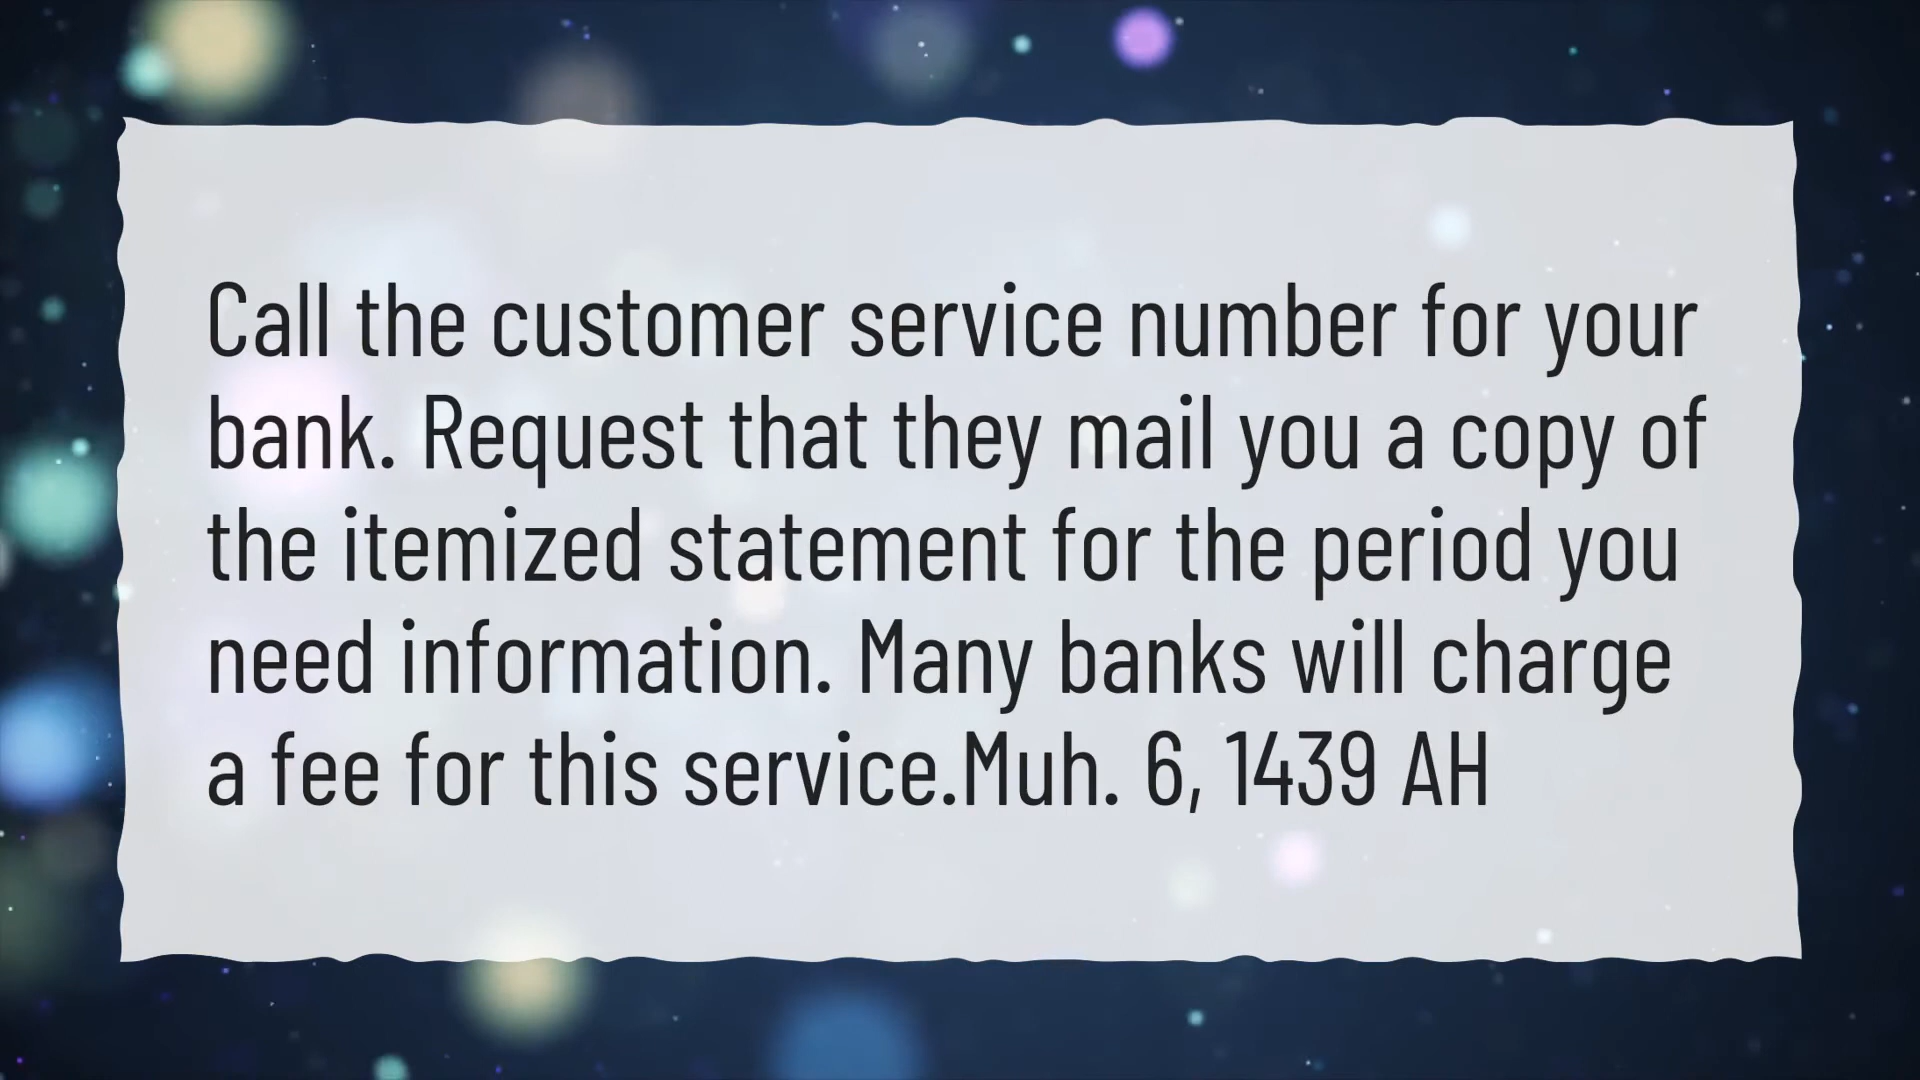 Call the customer service number for your
bank. Request that they mail you a copy of
the itemized statement for the period you
need information. Many banks will charge
a fee for this service.Muh. 6, 1439 AH